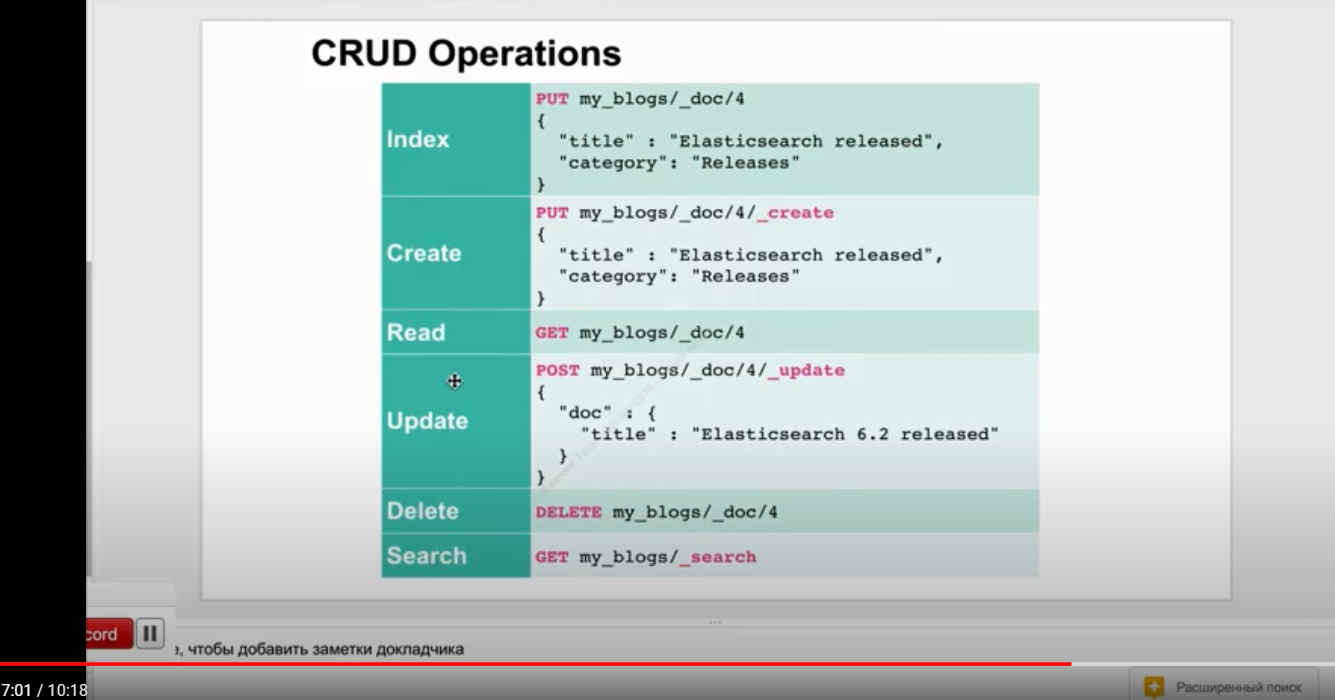 CRUD Operations
Index
PUT my_blogs/_doc/4
{
"title" : "Elasticsearch released",
"category": "Releases"
}
Create
PUT my_blogs/_doc/4/_create
{
"title" : "Elasticsearch released",
"category": "Releases"
}
Read
GET my_blogs/_doc/4
Update
POST my_blogs/_doc/4/_update
{
"doc" : {
"title" : "Elasticsearch 6.2 released"
}
}
Delete
DELETE my_blogs/_doc/4
Search
GET my_blogs/_search
cord
е, чтобы добавить заметки докладчика
7:01 / 10:18
Расширенный поиск